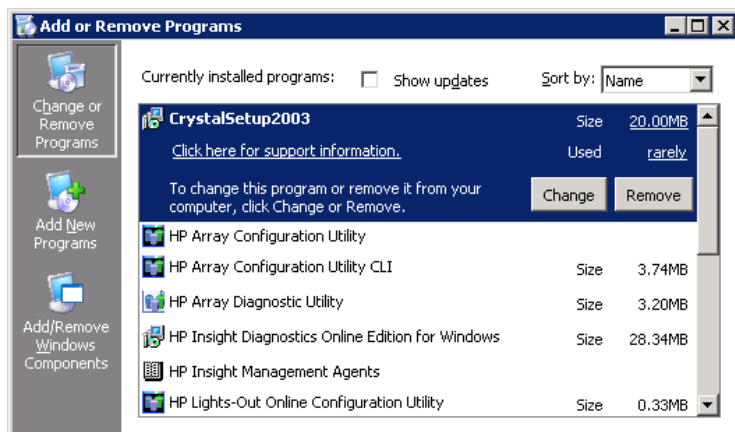 Add or Remove Programs
Change or
Remove
Programs
Add New
Programs
Add/Remove
Windows
Components
Currently installed programs: Show updates Sort by: Name
CrystalSetup2003 Size 20.00MB
Click here for support information. Used rarely
To change this program or remove it from your
computer, click Change or Remove.
Change Remove
HP Array Configuration Utility
HP Array Configuration Utility CLI Size 3.74MB
HP Array Diagnostic Utility Size 3.20MB
HP Insight Diagnostics Online Edition for Windows Size 28.34MB
HP Insight Management Agents
HP Lights-Out Online Configuration Utility Size 0.33MB